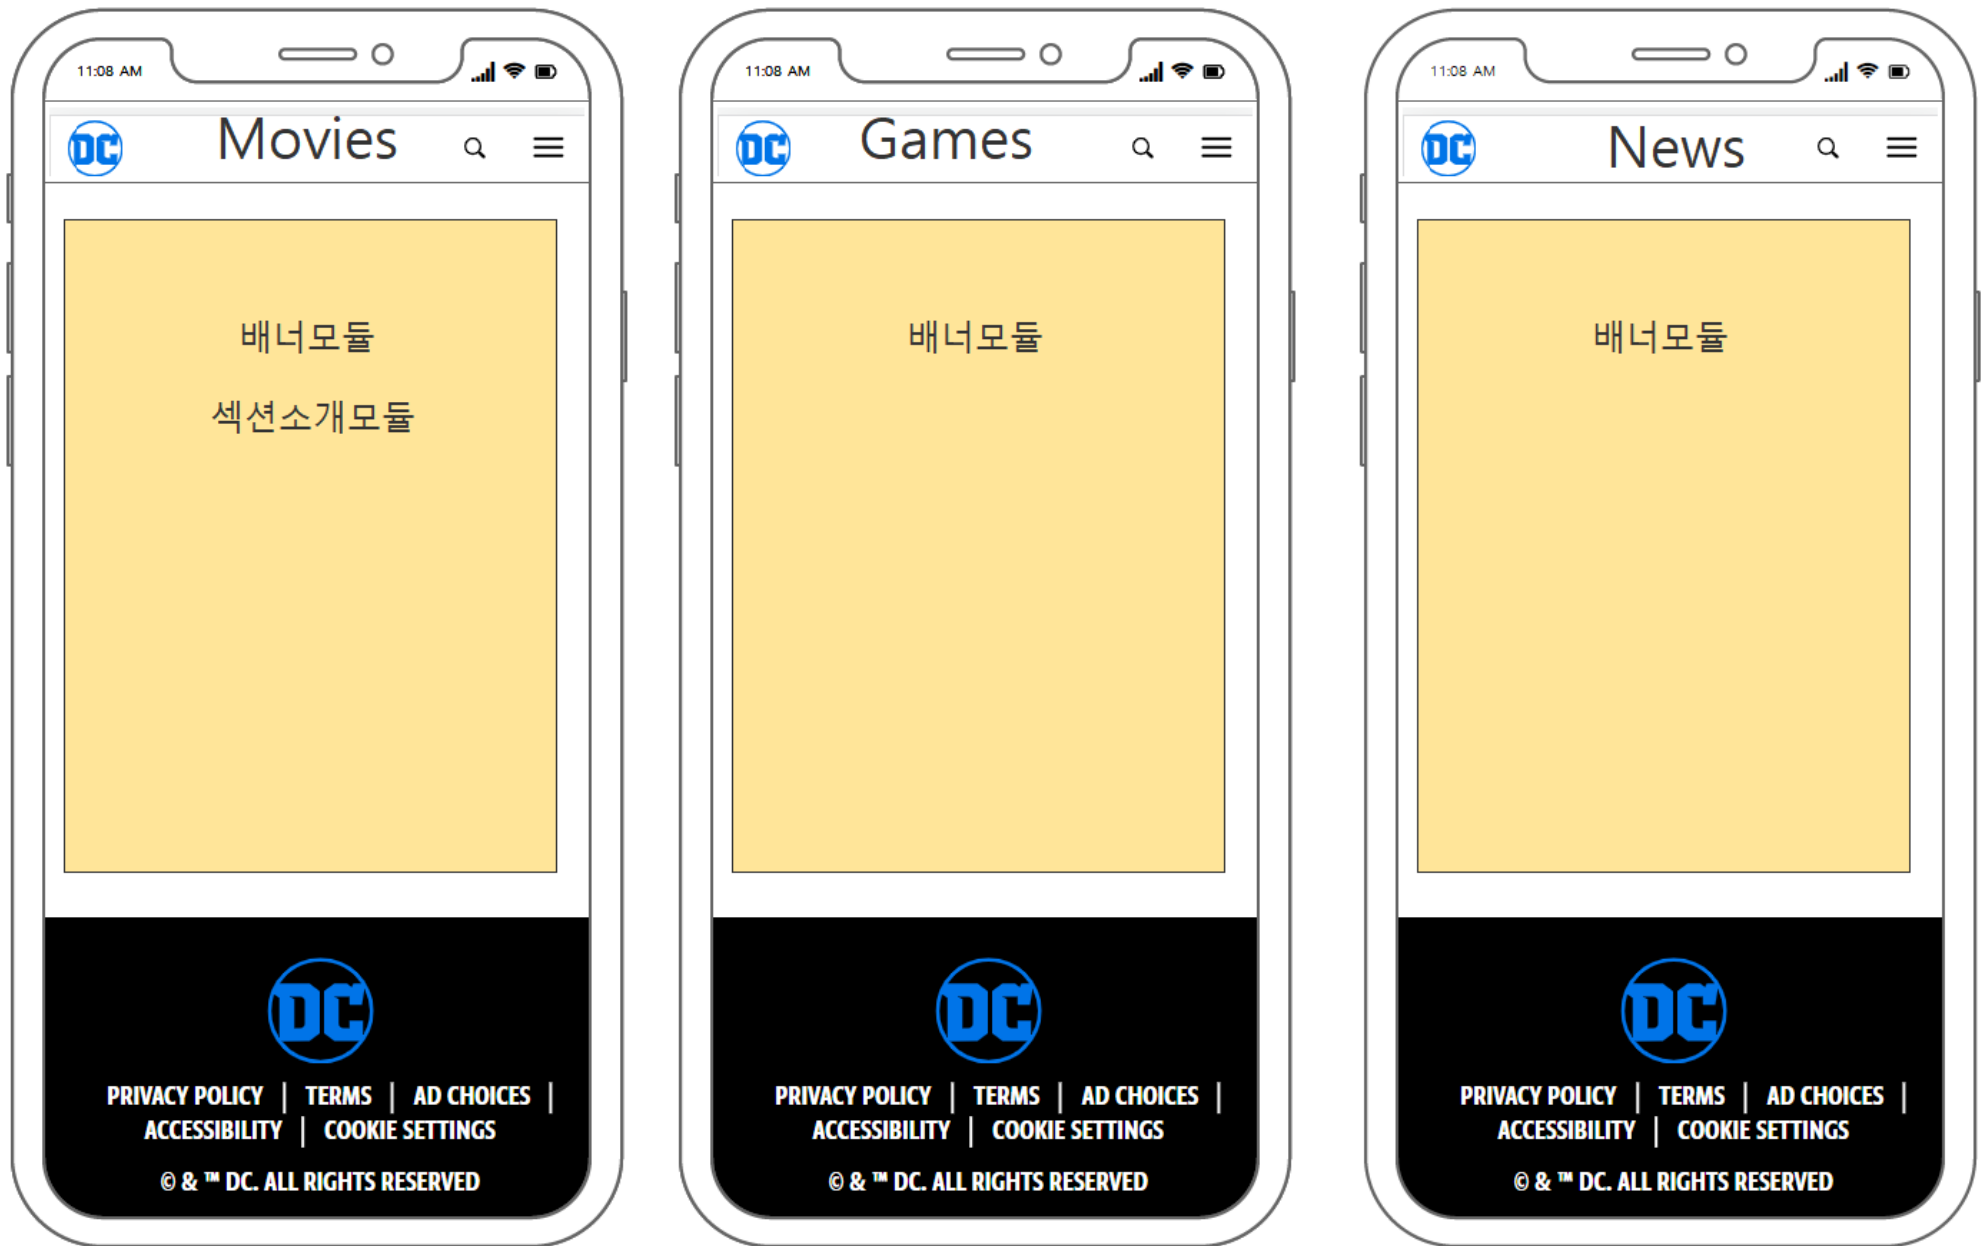 11:08 AM
DC Movies
배너모듈
섹션소개모듈
DC
PRIVACY POLICY | TERMS | AD CHOICES |
ACCESSIBILITY | COOKIE SETTINGS
© & ™ DC. ALL RIGHTS RESERVED
11:08 AM
DC Games
배너모듈
DC
PRIVACY POLICY | TERMS | AD CHOICES |
ACCESSIBILITY | COOKIE SETTINGS
© & ™ DC. ALL RIGHTS RESERVED
11:08 AM
DC News
배너모듈
DC
PRIVACY POLICY | TERMS | AD CHOICES |
ACCESSIBILITY | COOKIE SETTINGS
© & ™ DC. ALL RIGHTS RESERVED